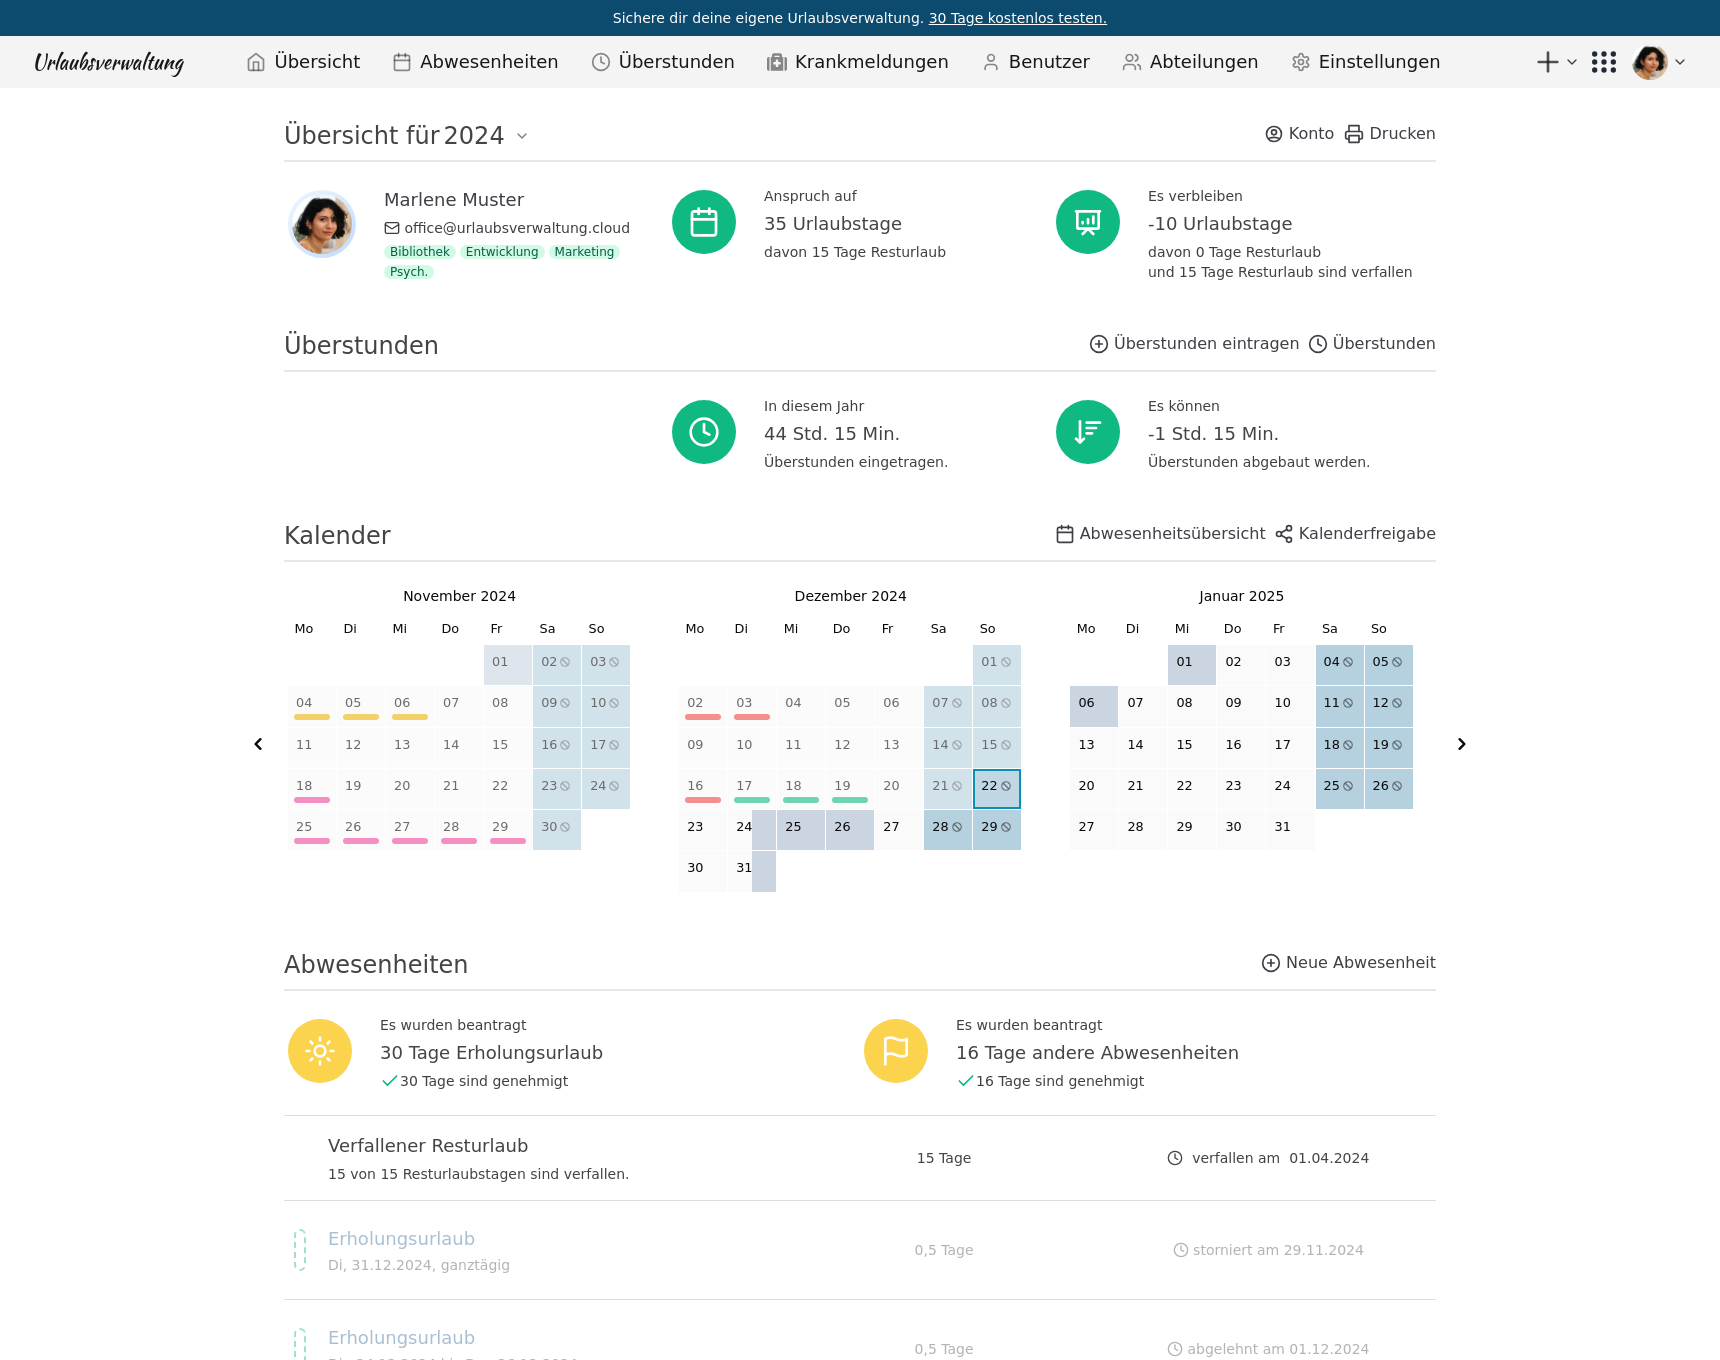 Sichere dir deine eigene Urlaubsverwaltung. 30 Tage kostenlos testen.
Urlaubsverwaltung Übersicht Abwesenheiten Überstunden Krankmeldungen Benutzer Abteilungen Einstellungen
Übersicht für 2024 Konto Drucken
Marlene Muster
office@urlaubsverwaltung.cloud
Bibliothek Entwicklung Marketing
Psych.
Anspruch auf
35 Urlaubstage
davon 15 Tage Resturlaub
Es verbleiben
-10 Urlaubstage
davon 0 Tage Resturlaub
und 15 Tage Resturlaub sind verfallen
Überstunden Überstunden eintragen Überstunden
In diesem Jahr
44 Std. 15 Min.
Überstunden eingetragen.
Es können
-1 Std. 15 Min.
Überstunden abgebaut werden.
Kalender Abwesenheitsübersicht Kalenderfreigabe
November 2024
Mo Di Mi Do Fr Sa So
01 02 03
04 05 06 07 08 09 10
11 12 13 14 15 16 17
18 19 20 21 22 23 24
25 26 27 28 29 30
Dezember 2024
Mo Di Mi Do Fr Sa So
01
02 03 04 05 06 07 08
09 10 11 12 13 14 15
16 17 18 19 20 21 22
23 24 25 26 27 28 29
30 31
Januar 2025
Mo Di Mi Do Fr Sa So
01 02 03 04 05
06 07 08 09 10 11 12
13 14 15 16 17 18 19
20 21 22 23 24 25 26
27 28 29 30 31
Abwesenheiten Neue Abwesenheit
Es wurden beantragt
30 Tage Erholungsurlaub
30 Tage sind genehmigt
Es wurden beantragt
16 Tage andere Abwesenheiten
16 Tage sind genehmigt
Verfallener Resturlaub
15 von 15 Resturlaubstagen sind verfallen.
15 Tage
verfallen am 01.04.2024
Erholungsurlaub
Di, 31.12.2024, ganztägig
0,5 Tage
storniert am 29.11.2024
Erholungsurlaub
0,5 Tage
abgelehnt am 01.12.2024